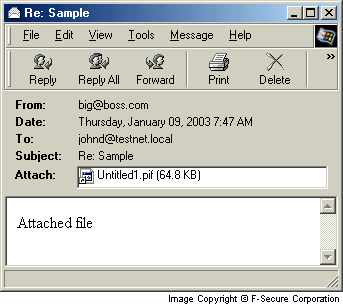 Re: Sample
File Edit View Tools Message Help
Reply Reply All Forward Print Delete »
From: big@boss.com
Date: Thursday, January 09, 2003 7:47 AM
To: johnd@testnet.local
Subject: Re: Sample
Attach: Untitled1.pif (64.8 KB)
Attached file
Image Copyright © F-Secure Corporation